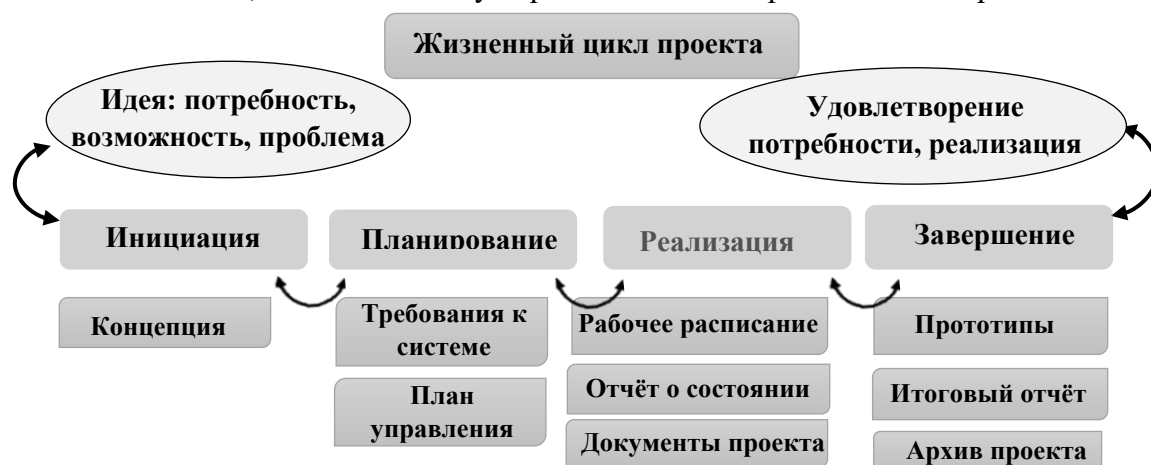 Жизненный цикл проекта
Идея: потребность,
возможность, проблема
Удовлетворение
потребности, реализация
Инициация
Планирование
Реализация
Завершение
Концепция
Требования к
системе
План
управления
Рабочее расписание
Отчёт о состоянии
Документы проекта
Прототипы
Итоговый отчёт
Архив проекта